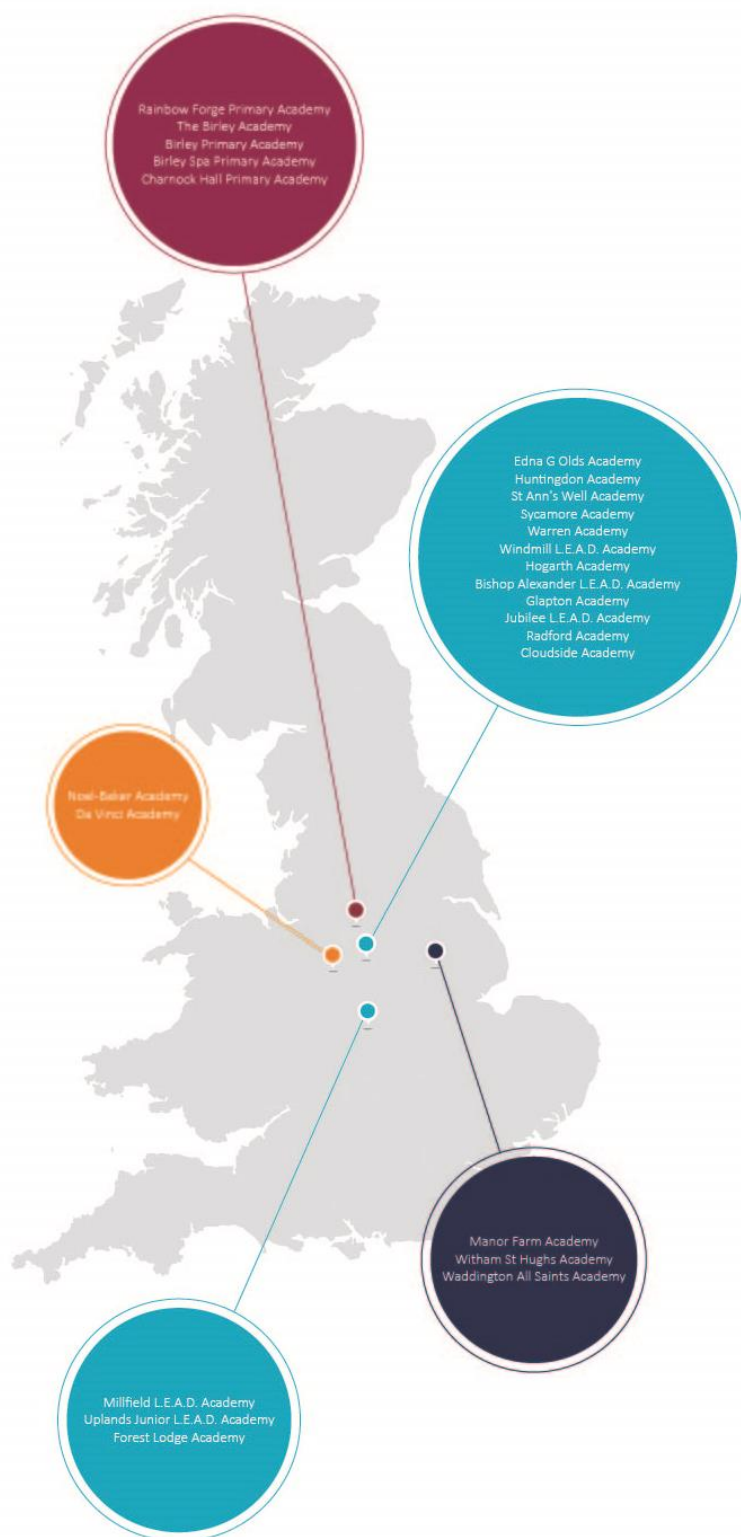 Rainbow Forge Primary Academy
The Birley Academy
Birley Primary Academy
Birley Spa Primary Academy
Charnock Hall Primary Academy
Edna G Olds Academy
Huntingdon Academy
St Ann's Well Academy
Sycamore Academy
Warren Academy
Windmill L.E.A.D. Academy
Hogarth Academy
Bishop Alexander L.E.A.D. Academy
Glapton Academy
Jubilee L.E.A.D. Academy
Radford Academy
Cloudside Academy
Noel-Baker Academy
Da Vinci Academy
Manor Farm Academy
Witham St Hughs Academy
Waddington All Saints Academy
Millfield L.E.A.D. Academy
Uplands Junior L.E.A.D. Academy
Forest Lodge Academy